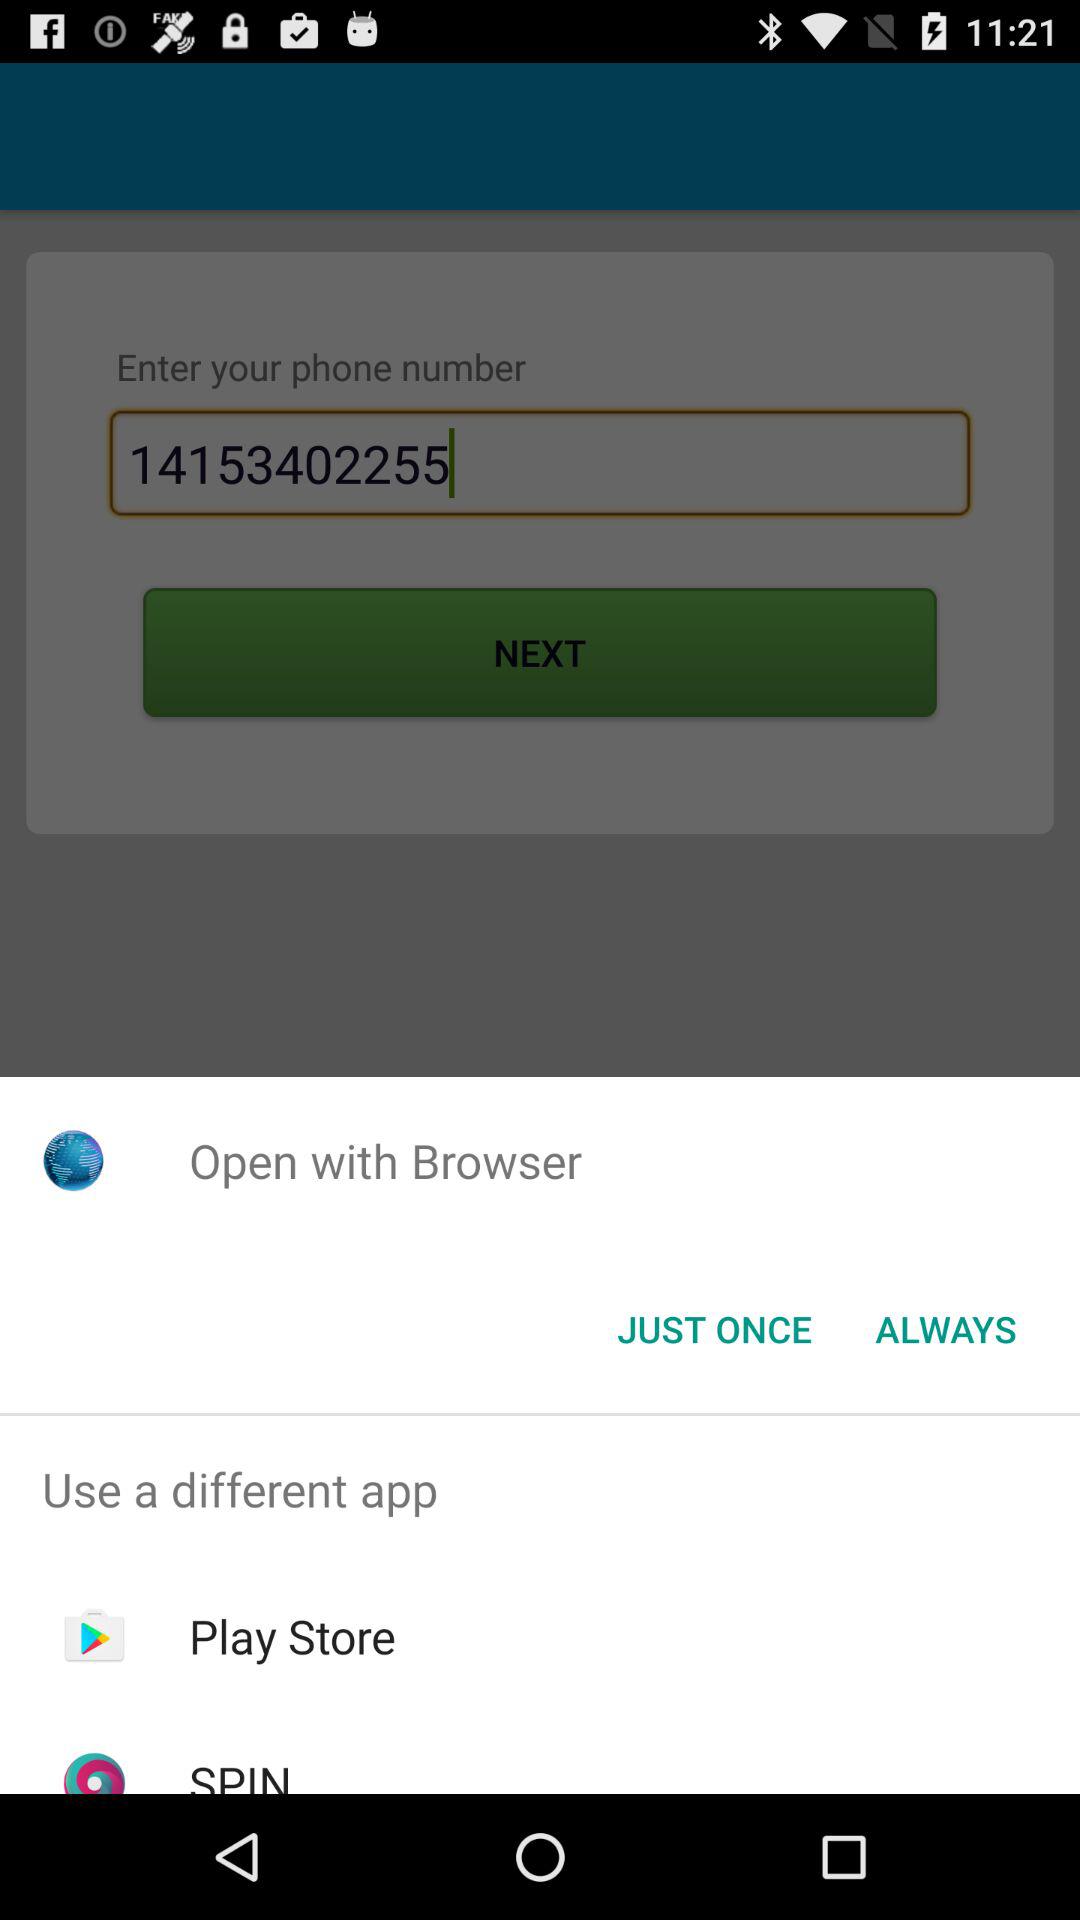 FAKE
11:21
Enter your phone number
14153402255
NEXT
Open with Browser
JUST ONCE ALWAYS
Use a different app
Play Store
SPIN